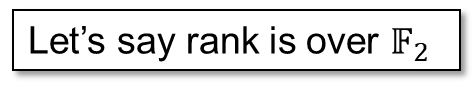 Let’s say rank is over 𝔽₂